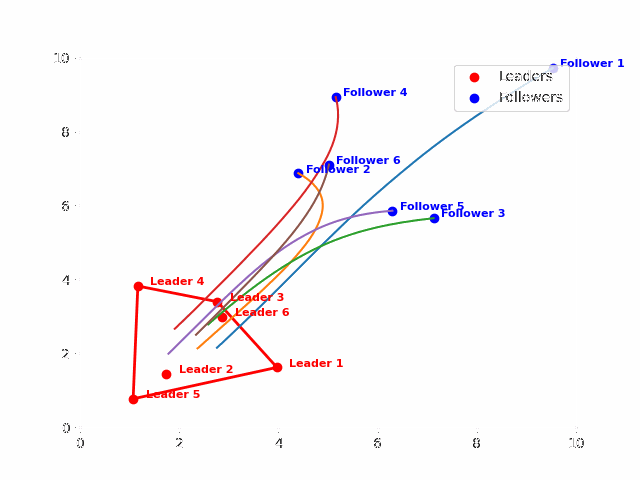 10
Follower 1
Leaders
Followers
Follower 4
8
Follower 6
Follower 2
6
Follower 5
Follower 3
4
Leader 4
Leader 3
Leader 6
2
Leader 2
Leader 1
Leader 5
0
0 2 4 6 8 10